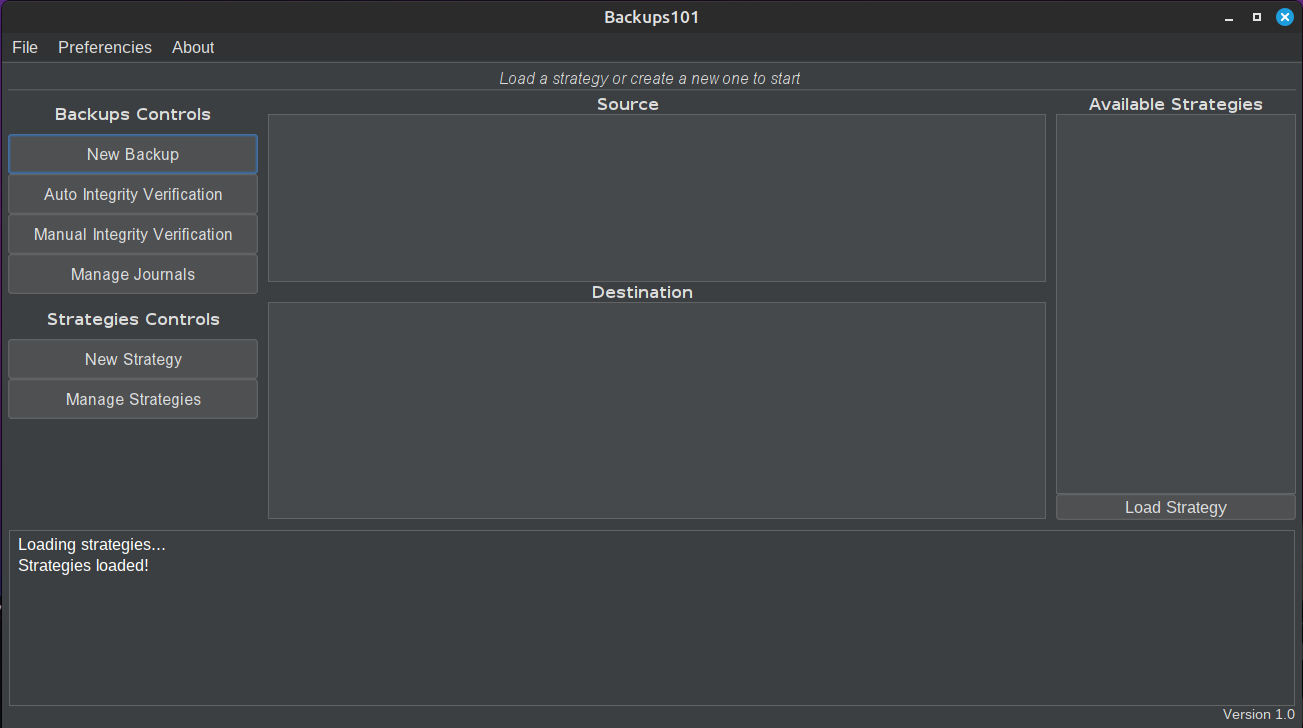 Backups101
File Preferencies About
Load a strategy or create a new one to start
Backups Controls
New Backup
Auto Integrity Verification
Manual Integrity Verification
Manage Journals
Strategies Controls
New Strategy
Manage Strategies
Source
Destination
Available Strategies
Load Strategy
Loading strategies...
Strategies loaded!
Version 1.0